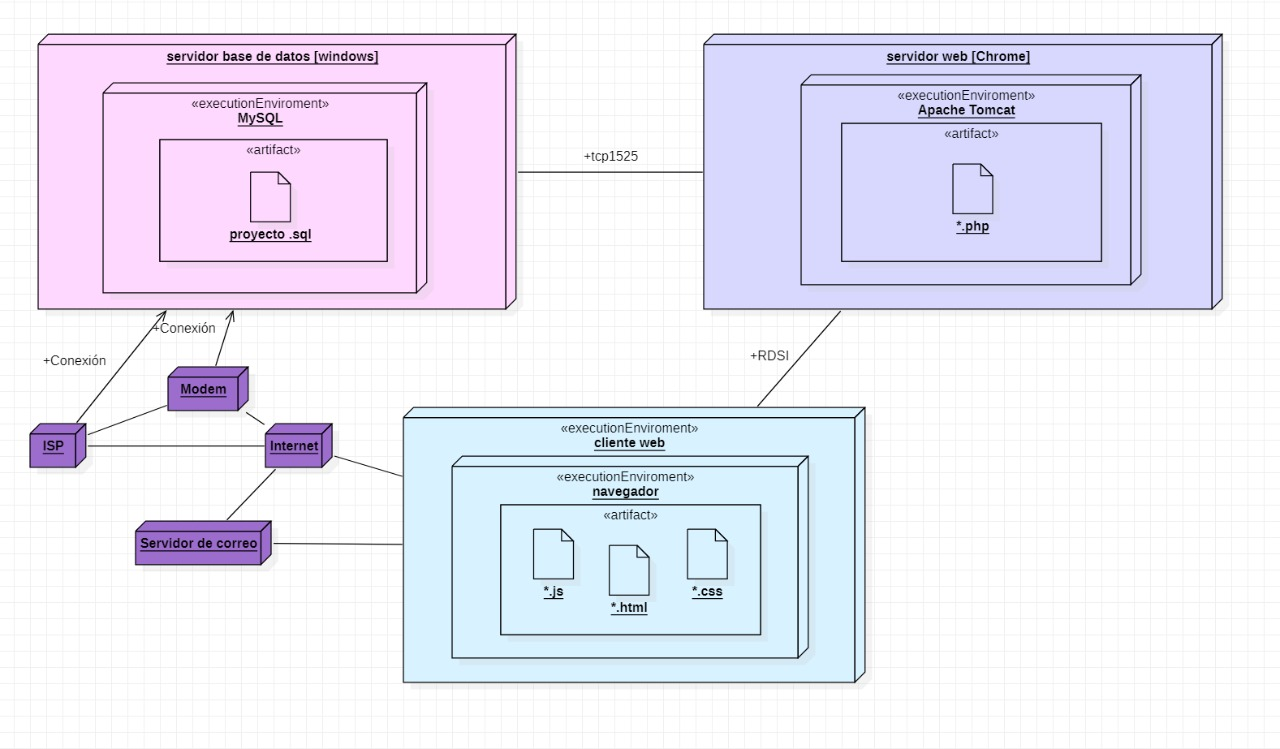 servidor base de datos [windows]
«executionEnviroment»
MySQL
«artifact»
proyecto .sql
+tcp1525
servidor web [Chrome]
«executionEnviroment»
Apache Tomcat
«artifact»
*.php
+Conexión
+Conexión
+RDSI
Modem
ISP
Internet
Servidor de correo
«executionEnviroment»
cliente web
«executionEnviroment»
navegador
«artifact»
*.js
*.html
*.css